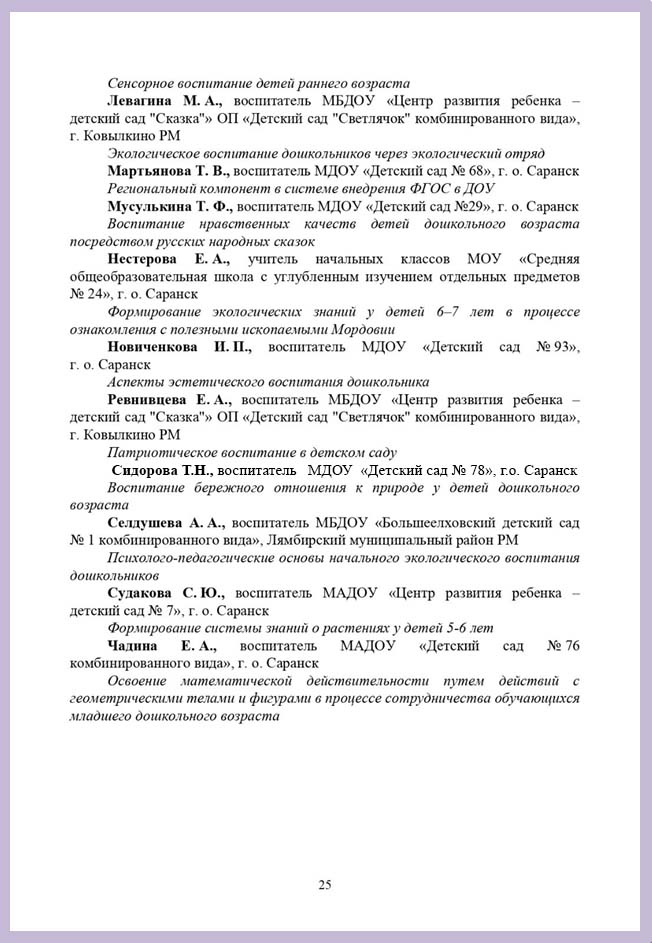 Сенсорное воспитание детей раннего возраста
Левагина М. А., воспитатель МБДОУ «Центр развития ребенка –
детский сад "Сказка"» ОП «Детский сад "Светлячок" комбинированного вида»,
г. Ковылкино РМ
Экологическое воспитание дошкольников через экологический отряд
Мартьянова Т. В., воспитатель МДОУ «Детский сад № 68», г. о. Саранск
Региональный компонент в системе внедрения ФГОС в ДОУ
Мусулькина Т. Ф., воспитатель МДОУ «Детский сад №29», г. о. Саранск
Воспитание нравственных качеств детей дошкольного возраста
посредством русских народных сказок
Нестерова Е. А., учитель начальных классов МОУ «Средняя
общеобразовательная школа с углубленным изучением отдельных предметов
№ 24», г. о. Саранск
Формирование экологических знаний у детей 6–7 лет в процессе
ознакомления с полезными ископаемыми Мордовии
Новиченкова И. П., воспитатель МДОУ «Детский сад № 93»,
г. о. Саранск
Аспекты эстетического воспитания дошкольника
Ревнивцева Е. А., воспитатель МБДОУ «Центр развития ребенка –
детский сад "Сказка"» ОП «Детский сад "Светлячок" комбинированного вида»,
г. Ковылкино РМ
Патриотическое воспитание в детском саду
Сидорова Т.Н., воспитатель МДОУ «Детский сад № 78», г.о. Саранск
Воспитание бережного отношения к природе у детей дошкольного
возраста
Селдушева А. А., воспитатель МБДОУ «Большеелховский детский сад
№ 1 комбинированного вида», Лямбирский муниципальный район РМ
Психолого-педагогические основы начального экологического воспитания
дошкольников
Судакова С. Ю., воспитатель МАДОУ «Центр развития ребенка –
детский сад № 7», г. о. Саранск
Формирование системы знаний о растениях у детей 5-6 лет
Чадина Е. А., воспитатель МАДОУ «Детский сад № 76
комбинированного вида», г. о. Саранск
Освоение математической действительности путем действий с
геометрическими телами и фигурами в процессе сотрудничества обучающихся
младшего дошкольного возраста
25